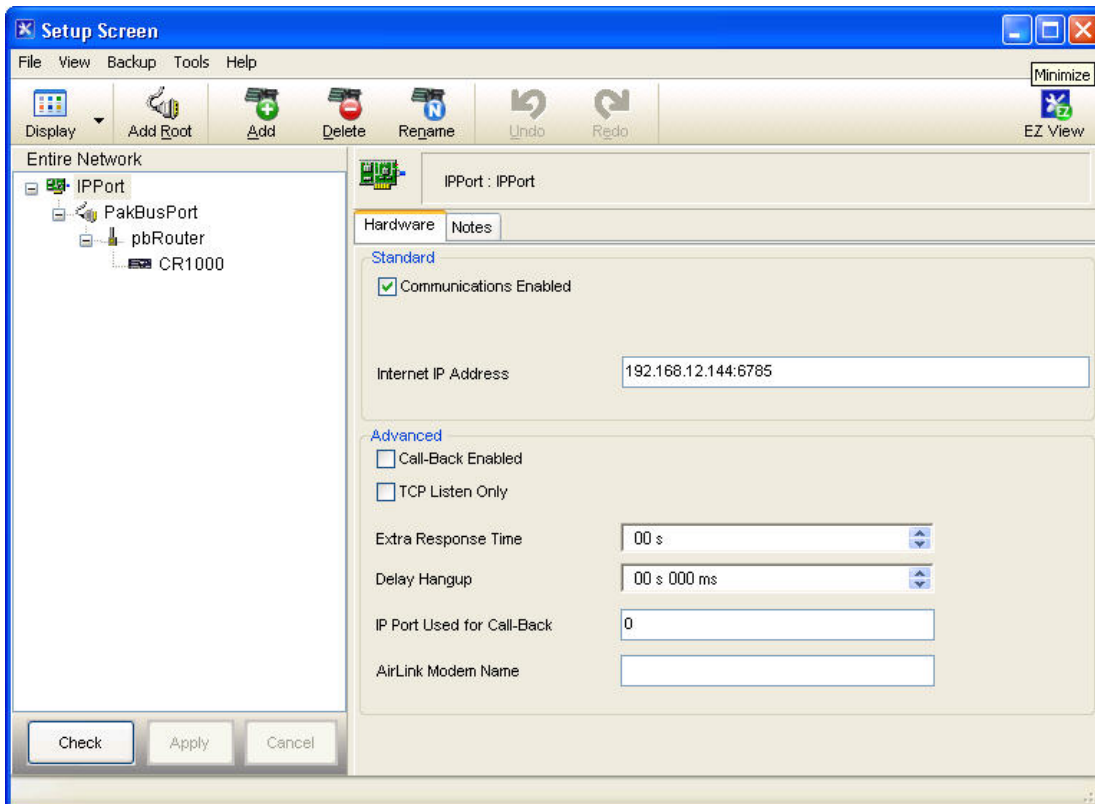 Setup Screen
File View Backup Tools Help
Minimize
Display Add Root Add Delete Rename Undo Redo EZ View
Entire Network
IPPort
PakBusPort
pbRouter
CR1000
IPPort : IPPort
Hardware Notes
Standard
Communications Enabled
Internet IP Address 192.168.12.144:6785
Advanced
Call-Back Enabled
TCP Listen Only
Extra Response Time 00 s
Delay Hangup 00 s 000 ms
IP Port Used for Call-Back 0
AirLink Modem Name
Check Apply Cancel